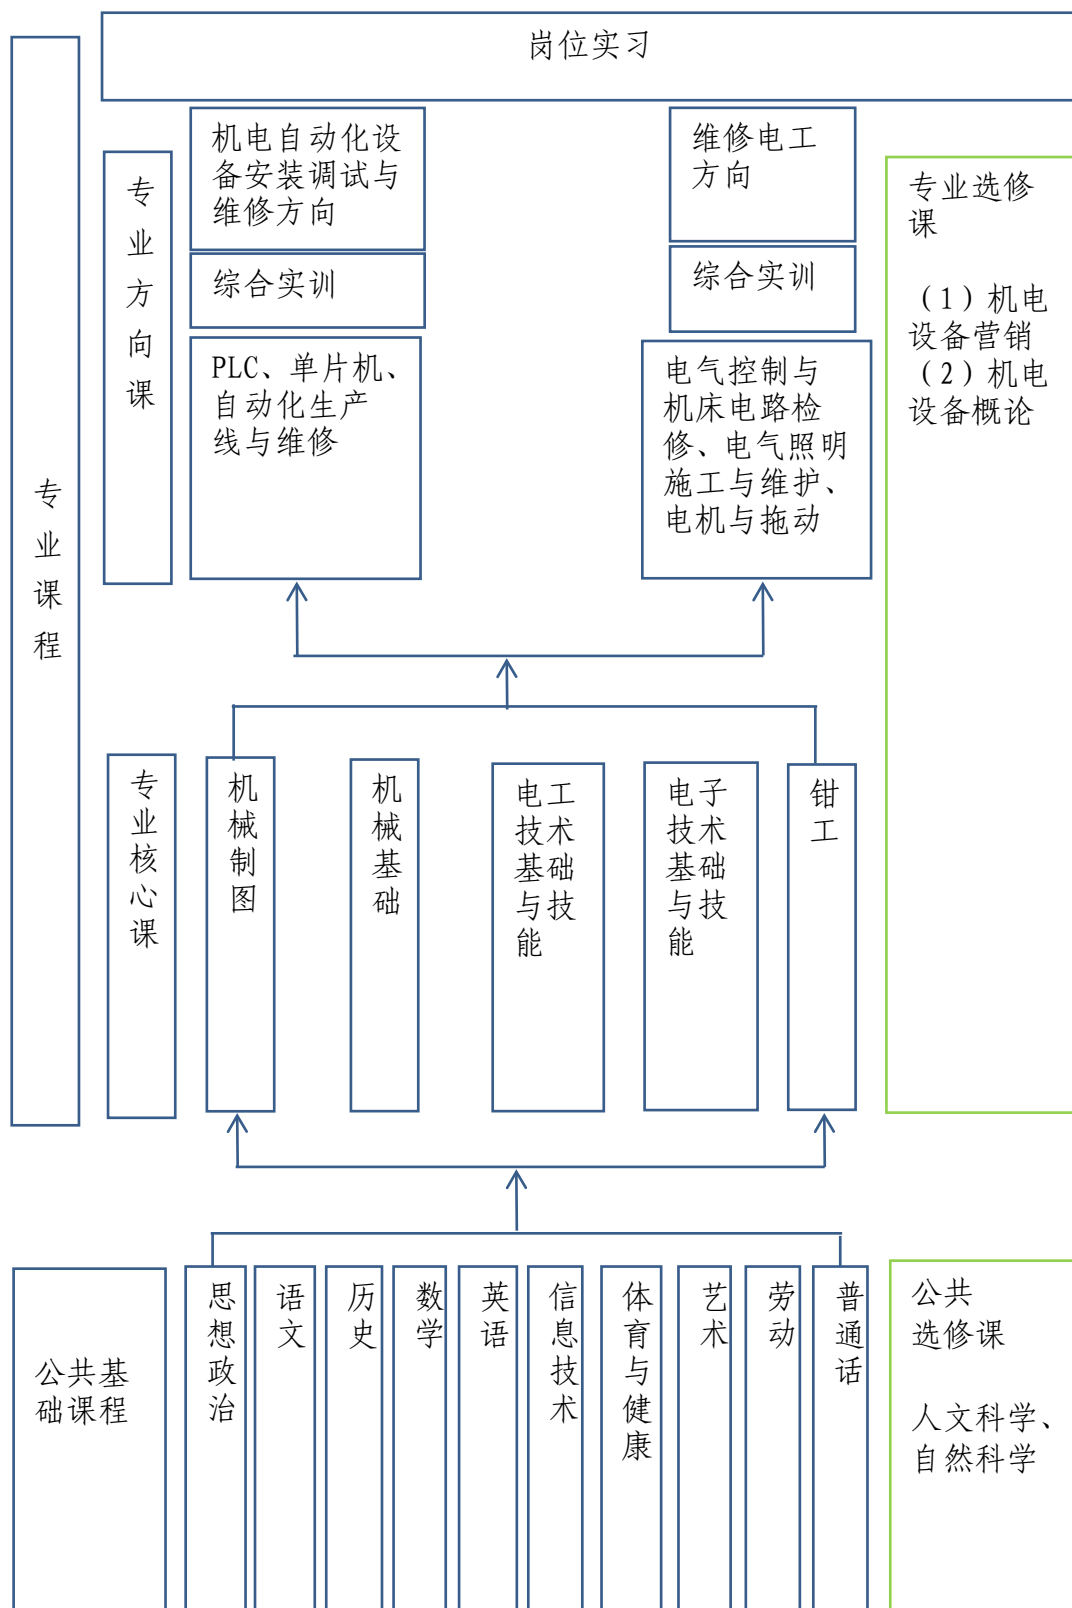 岗位实习
专业课程
专业方向课
机电自动化设
备安装调试与
维修方向
综合实训
PLC、单片机、
自动化生产
线与维修
维修电工
方向
综合实训
电气控制与
机床电路检
修、电气照明
施工与维护、
电机与拖动
专业选修
课
（1）机电
设备营销
（2）机电
设备概论
专业核心课
机械制图
机械基础
电工
技术
基础
与技
能
电子
技术
基础
与技
能
钳工
公共基
础课程
思想政治
语文
历史
数学
英语
信息技术
体育与健康
艺术
劳动
普通话
公共
选修课
人文科学、
自然科学